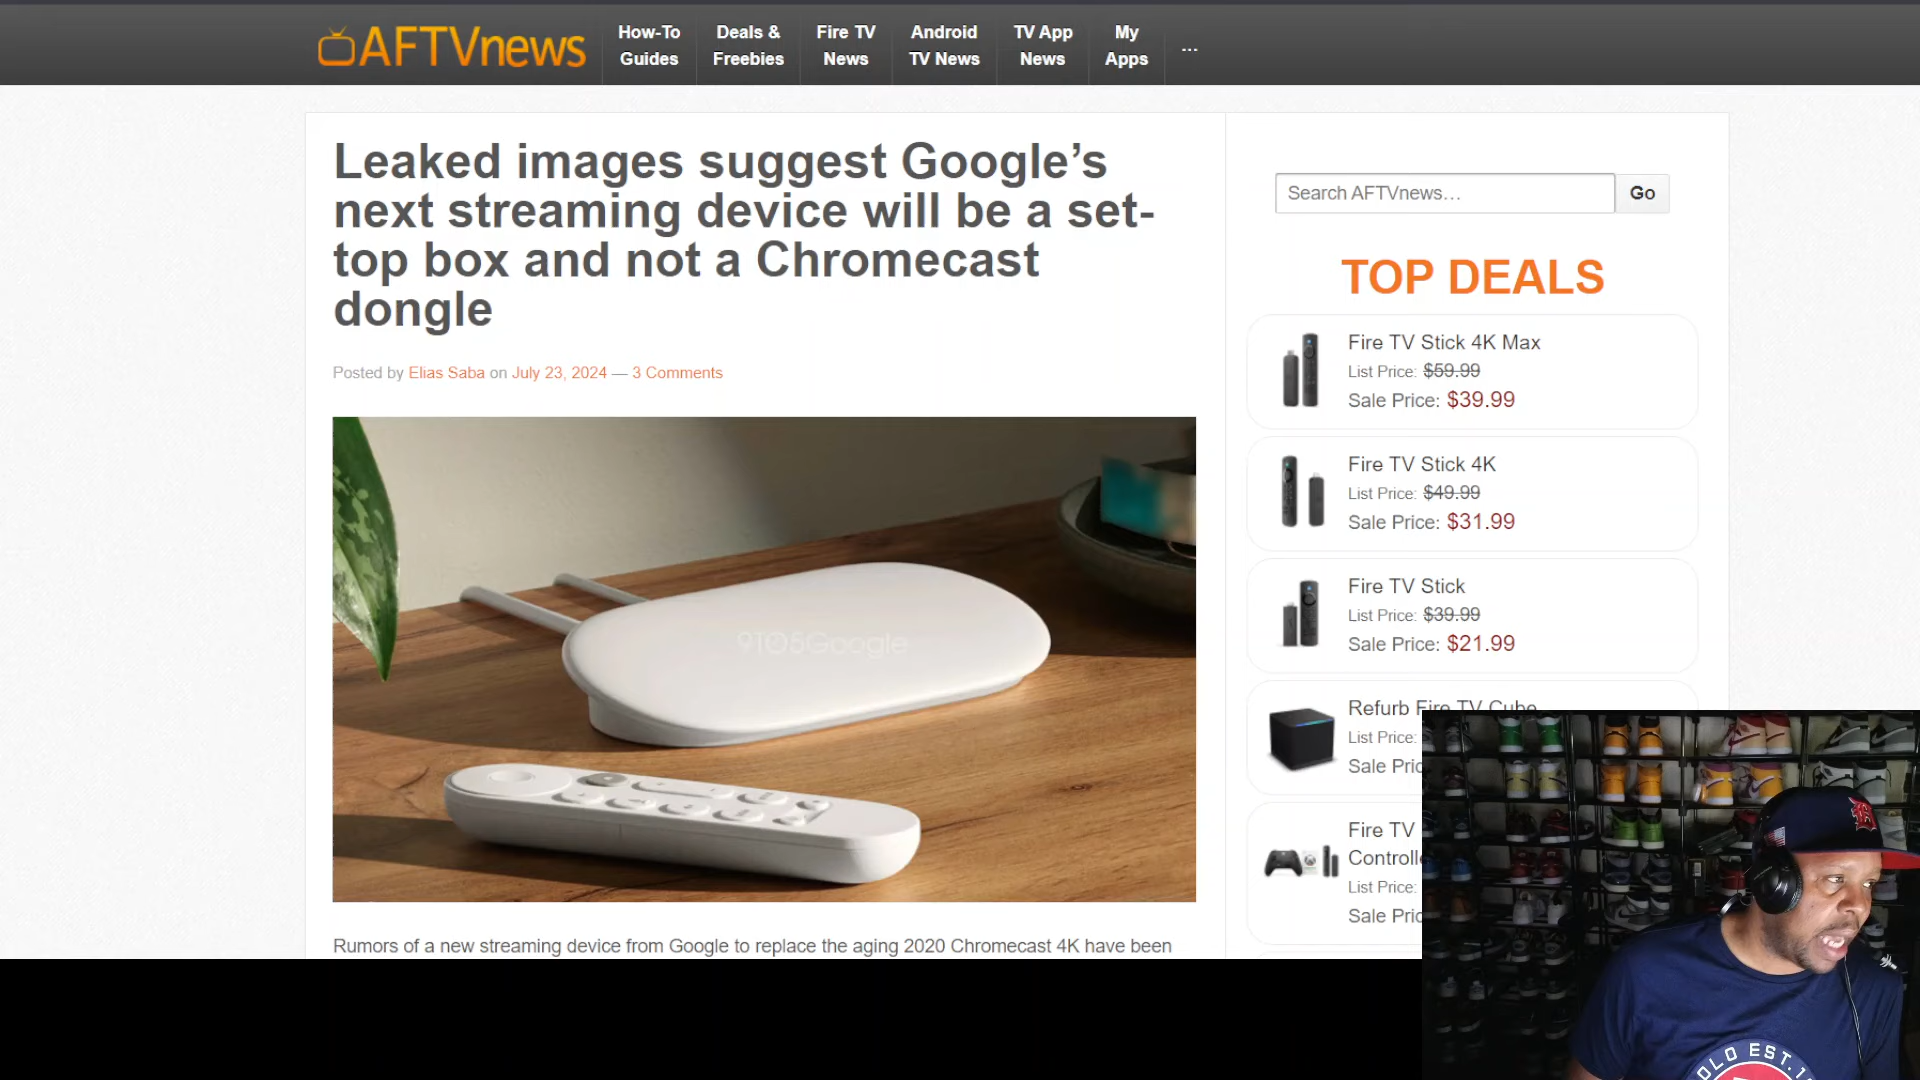 AFTVnews
How-To
Guides
Deals &
Freebies
Fire TV
News
Android
TV News
TV App
News
My
Apps
...
Leaked images suggest Google’s
next streaming device will be a set-
top box and not a Chromecast
dongle
Posted by Elias Saba on July 23, 2024 — 3 Comments
9TO5Google
Rumors of a new streaming device from Google to replace the aging 2020 Chromecast 4K have been
Search AFTVnews…
Go
TOP DEALS
Fire TV Stick 4K Max
List Price: $59.99
Sale Price: $39.99
Fire TV Stick 4K
List Price: $49.99
Sale Price: $31.99
Fire TV Stick
List Price: $39.99
Sale Price: $21.99
Refurb Fire TV Cube
List Price:
Sale Pric
Fire TV
Controlle
List Price:
Sale Pric
OLO EST.1